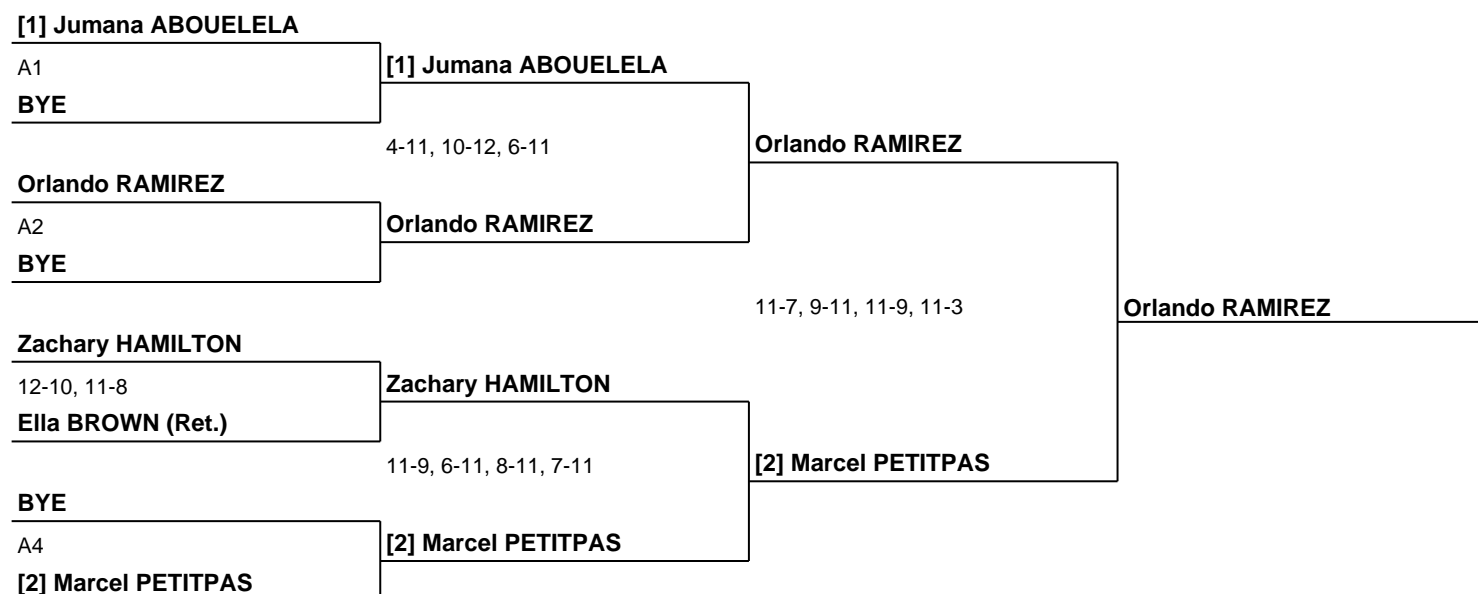 [1] Jumana ABOUELELA
A1
BYE
[1] Jumana ABOUELELA
4-11, 10-12, 6-11
Orlando RAMIREZ
A2
BYE
Orlando RAMIREZ
Orlando RAMIREZ
11-7, 9-11, 11-9, 11-3
Orlando RAMIREZ
Zachary HAMILTON
12-10, 11-8
Ella BROWN (Ret.)
Zachary HAMILTON
11-9, 6-11, 8-11, 7-11
[2] Marcel PETITPAS
BYE
A4
[2] Marcel PETITPAS
[2] Marcel PETITPAS